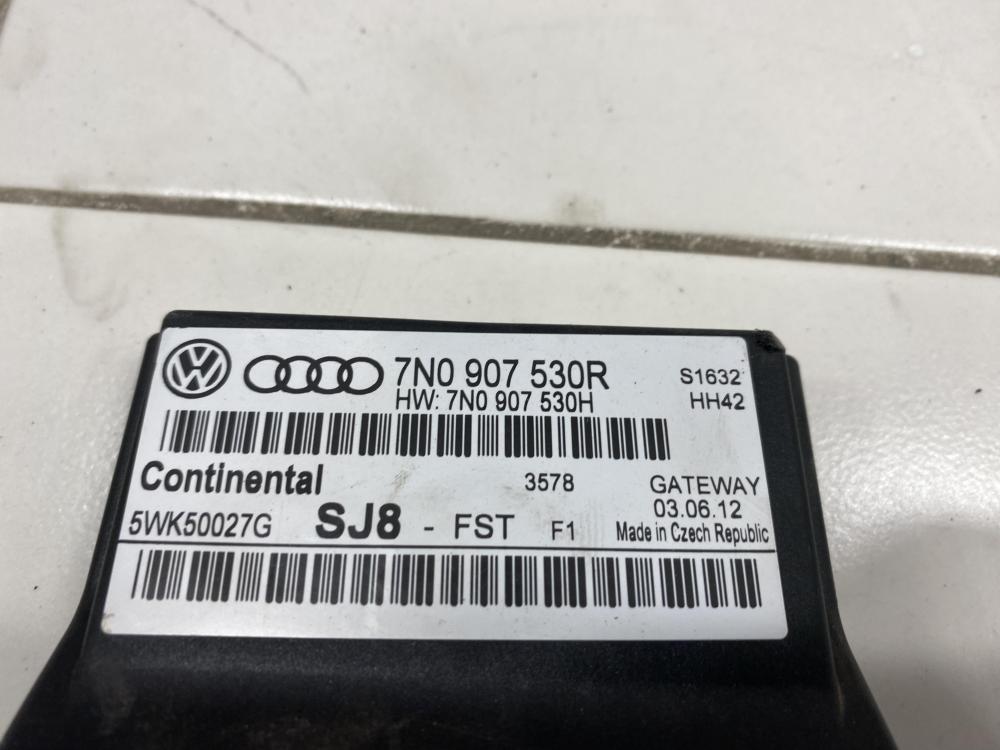 7N0 907 530R S1632
HW: 7N0 907 530H HH42
Continental 3578 GATEWAY
03.06.12
5WK50027G SJ8 - FST F1 Made in Czech Republic